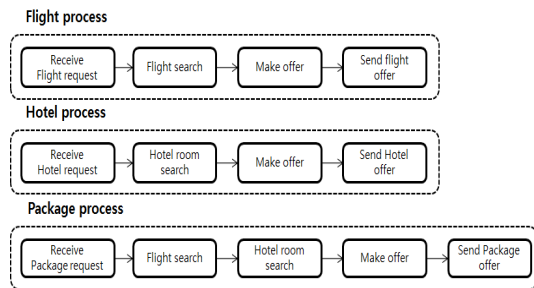 Flight process
Receive
Flight request
Flight search
Make offer
Send flight
offer
Hotel process
Receive
Hotel request
Hotel room
search
Make offer
Send Hotel
offer
Package process
Receive
Package request
Flight search
Hotel room
search
Make offer
Send Package
offer